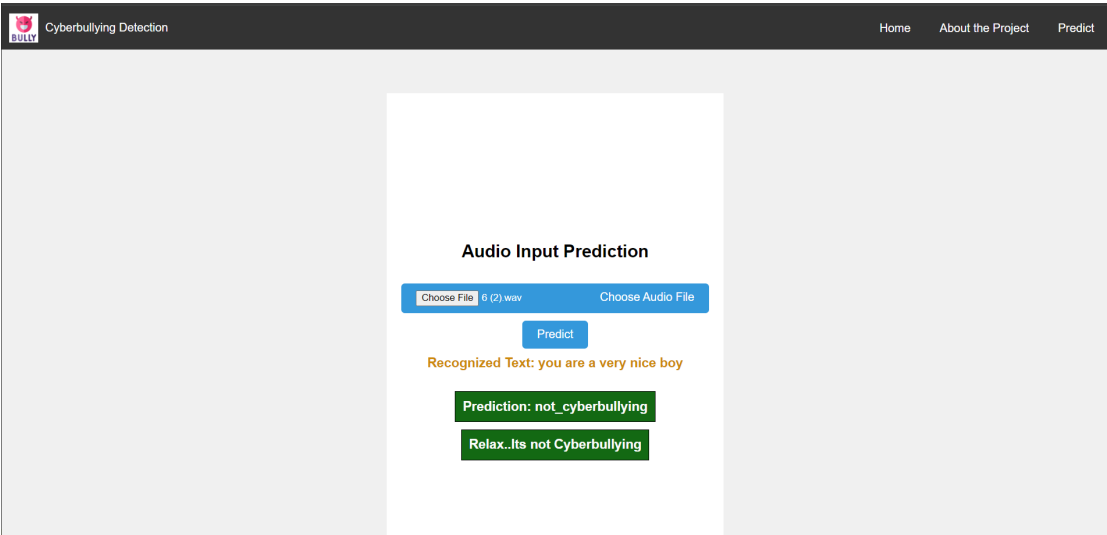 BULLY
Cyberbullying Detection
Home
About the Project
Predict
Audio Input Prediction
Choose File 6 (2).wav Choose Audio File
Predict
Recognized Text: you are a very nice boy
Prediction: not_cyberbullying
Relax..Its not Cyberbullying